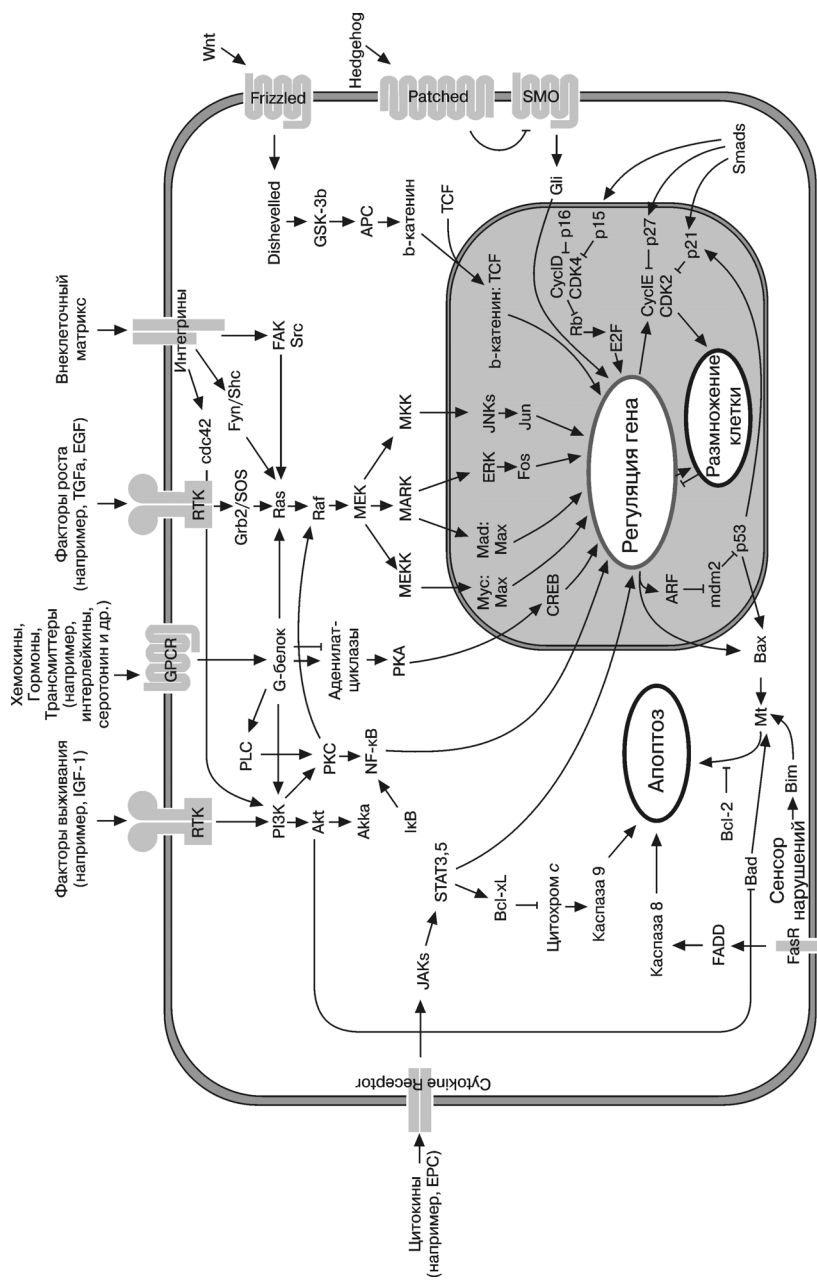 Факторы выживания
(например, IGF-1)
Хемокины,
Гормоны,
Трансмиттеры
(например,
интерлейкины,
серотонин и др.)
Факторы роста
(например, TGFa, EGF)
Внеклеточный
матрикс
Wnt
Hedgehog
RTK
GPCR
RTK
Интегрины
Frizzled
Patched
SMO
cdc42
Fyn/Shc
FAK
Src
Grb2/SOS
Dishevelled
GSK-3b
APC
b-катенин
TCF
Gli
Smads
PLC
G-белок
Ras
PI3K
PKC
Аденилат-
циклазы
Raf
Akt
Akka
NF-κB
IκB
PKA
MEK
MEKK
MARK
MKK
Myc:
Max
Mad:
Max
ERK
Fos
JNKs
Jun
CREB
b-катенин: TCF
CyclD
CDK4
p16
p15
Rb
E2F
CyclE
CDK2
p27
p21
Регуляция гена
Размножение
клетки
ARF
mdm2
p53
Цитокины
(например, EPC)
Cytokine Receptor
JAKs
STAT3,5
Bcl-xL
Цитохром с
Каспаза 9
Каспаза 8
Апоптоз
FADD
FasR
Bcl-2
Bad
Mt
Bax
Bim
Сенсор
нарушений